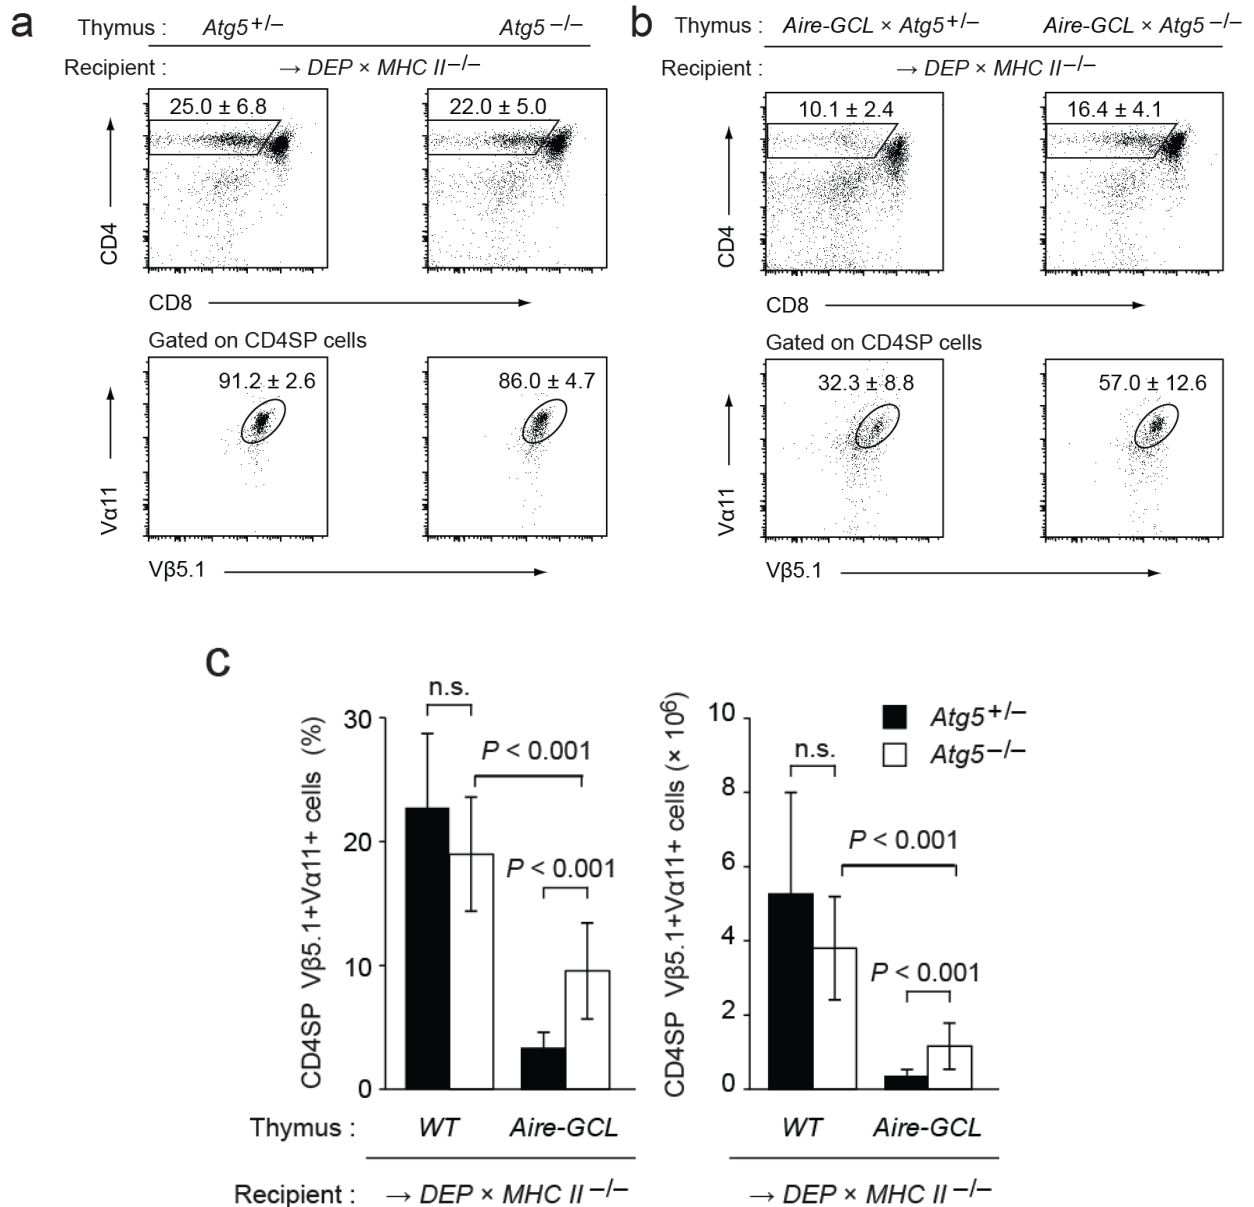 a
Thymus : Atg5+/– Atg5–/–
Recipient : → DEP × MHC II–/–
25.0 ± 6.8
22.0 ± 5.0
CD4
CD8
Gated on CD4SP cells
91.2 ± 2.6
86.0 ± 4.7
Vα11
Vβ5.1
b
Thymus : Aire-GCL × Atg5+/– Aire-GCL × Atg5–/–
Recipient : → DEP × MHC II–/–
10.1 ± 2.4
16.4 ± 4.1
CD4
CD8
Gated on CD4SP cells
32.3 ± 8.8
57.0 ± 12.6
Vα11
Vβ5.1
c
CD4SP Vβ5.1+Vα11+ cells (%)
30
20
10
0
n.s.
P < 0.001
P < 0.001
Thymus : WT Aire-GCL
Recipient : → DEP × MHC II–/–
CD4SP Vβ5.1+Vα11+ cells (× 10⁶)
10
8
6
4
2
0
n.s.
P < 0.001
P < 0.001
Atg5+/–
Atg5–/–
WT Aire-GCL
→ DEP × MHC II–/–